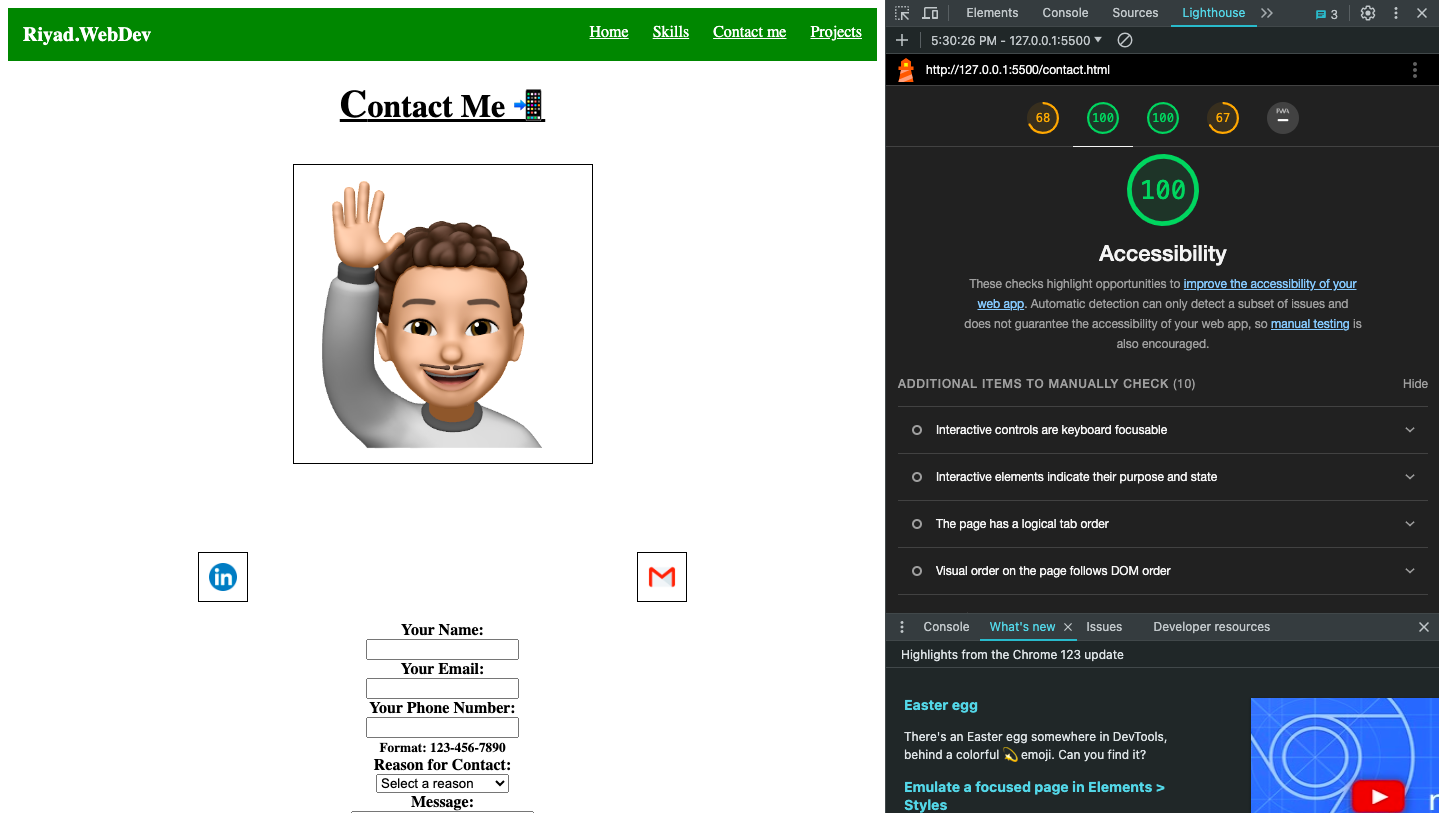 Riyad.WebDev
Home Skills Contact me Projects
Contact Me
Your Name:
Your Email:
Your Phone Number:
Format: 123-456-7890
Reason for Contact:
Select a reason
Message:
Elements Console Sources Lighthouse 3
5:30:26 PM - 127.0.0.1:5500
http://127.0.0.1:5500/contact.html
68 100 100 67 PWA
100
Accessibility
These checks highlight opportunities to improve the accessibility of your
web app. Automatic detection can only detect a subset of issues and
does not guarantee the accessibility of your web app, so manual testing is
also encouraged.
ADDITIONAL ITEMS TO MANUALLY CHECK (10) Hide
Interactive controls are keyboard focusable
Interactive elements indicate their purpose and state
The page has a logical tab order
Visual order on the page follows DOM order
Console What's new Issues Developer resources
Highlights from the Chrome 123 update
Easter egg
There's an Easter egg somewhere in DevTools,
behind a colorful 💫 emoji. Can you find it?
Emulate a focused page in Elements >
Styles